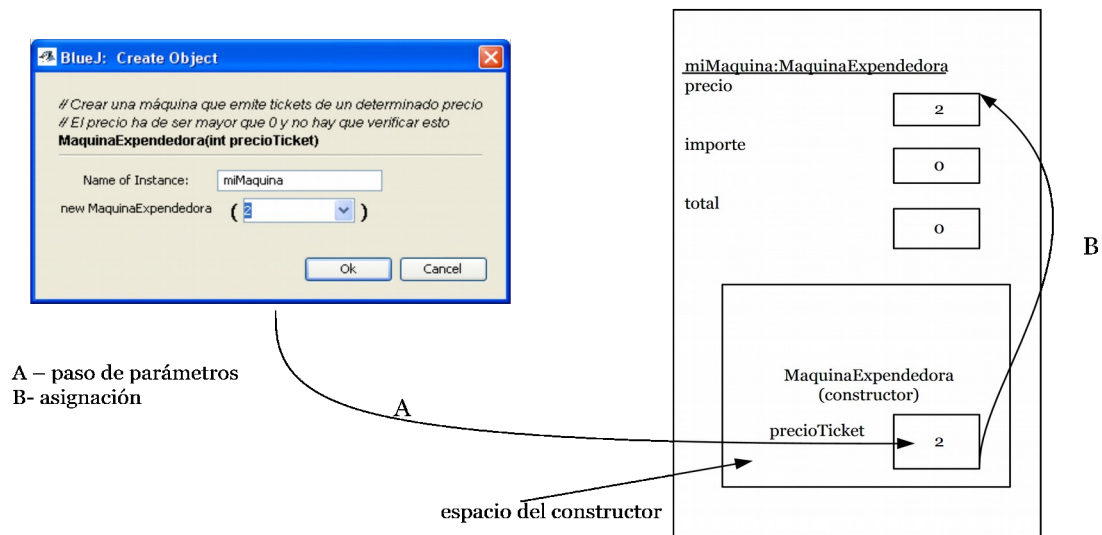 BlueJ: Create Object
// Crear una máquina que emite tickets de un determinado precio
// El precio ha de ser mayor que 0 y no hay que verificar esto
MaquinaExpendedora(int precioTicket)
Name of Instance: miMaquina
new MaquinaExpendedora ( 2 )
Ok Cancel
A – paso de parámetros
B- asignación
A
miMaquina:MaquinaExpendedora
precio
2
importe
0
total
0
B
MaquinaExpendedora
(constructor)
precioTicket 2
espacio del constructor